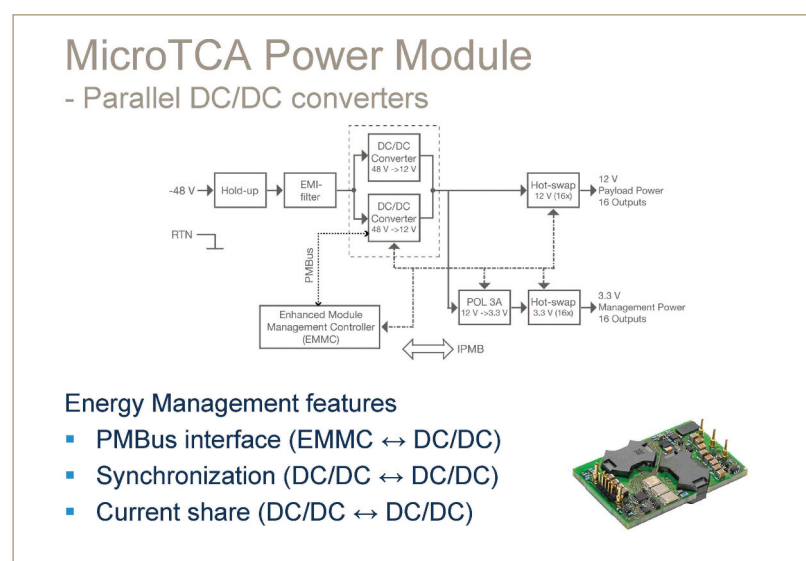 MicroTCA Power Module
- Parallel DC/DC converters
DC/DC
Converter
48 V ->12 V
-48 V
Hold-up
EMI-
filter
DC/DC
Converter
48 V ->12 V
Hot-swap
12 V (16x)
12 V
Payload Power
16 Outputs
RTN
PMBus
Enhanced Module
Management Controller
(EMMC)
POL 3A
12 V ->3.3 V
Hot-swap
3.3 V (16x)
3.3 V
Management Power
16 Outputs
IPMB
Energy Management features
▪ PMBus interface (EMMC ↔ DC/DC)
▪ Synchronization (DC/DC ↔ DC/DC)
▪ Current share (DC/DC ↔ DC/DC)